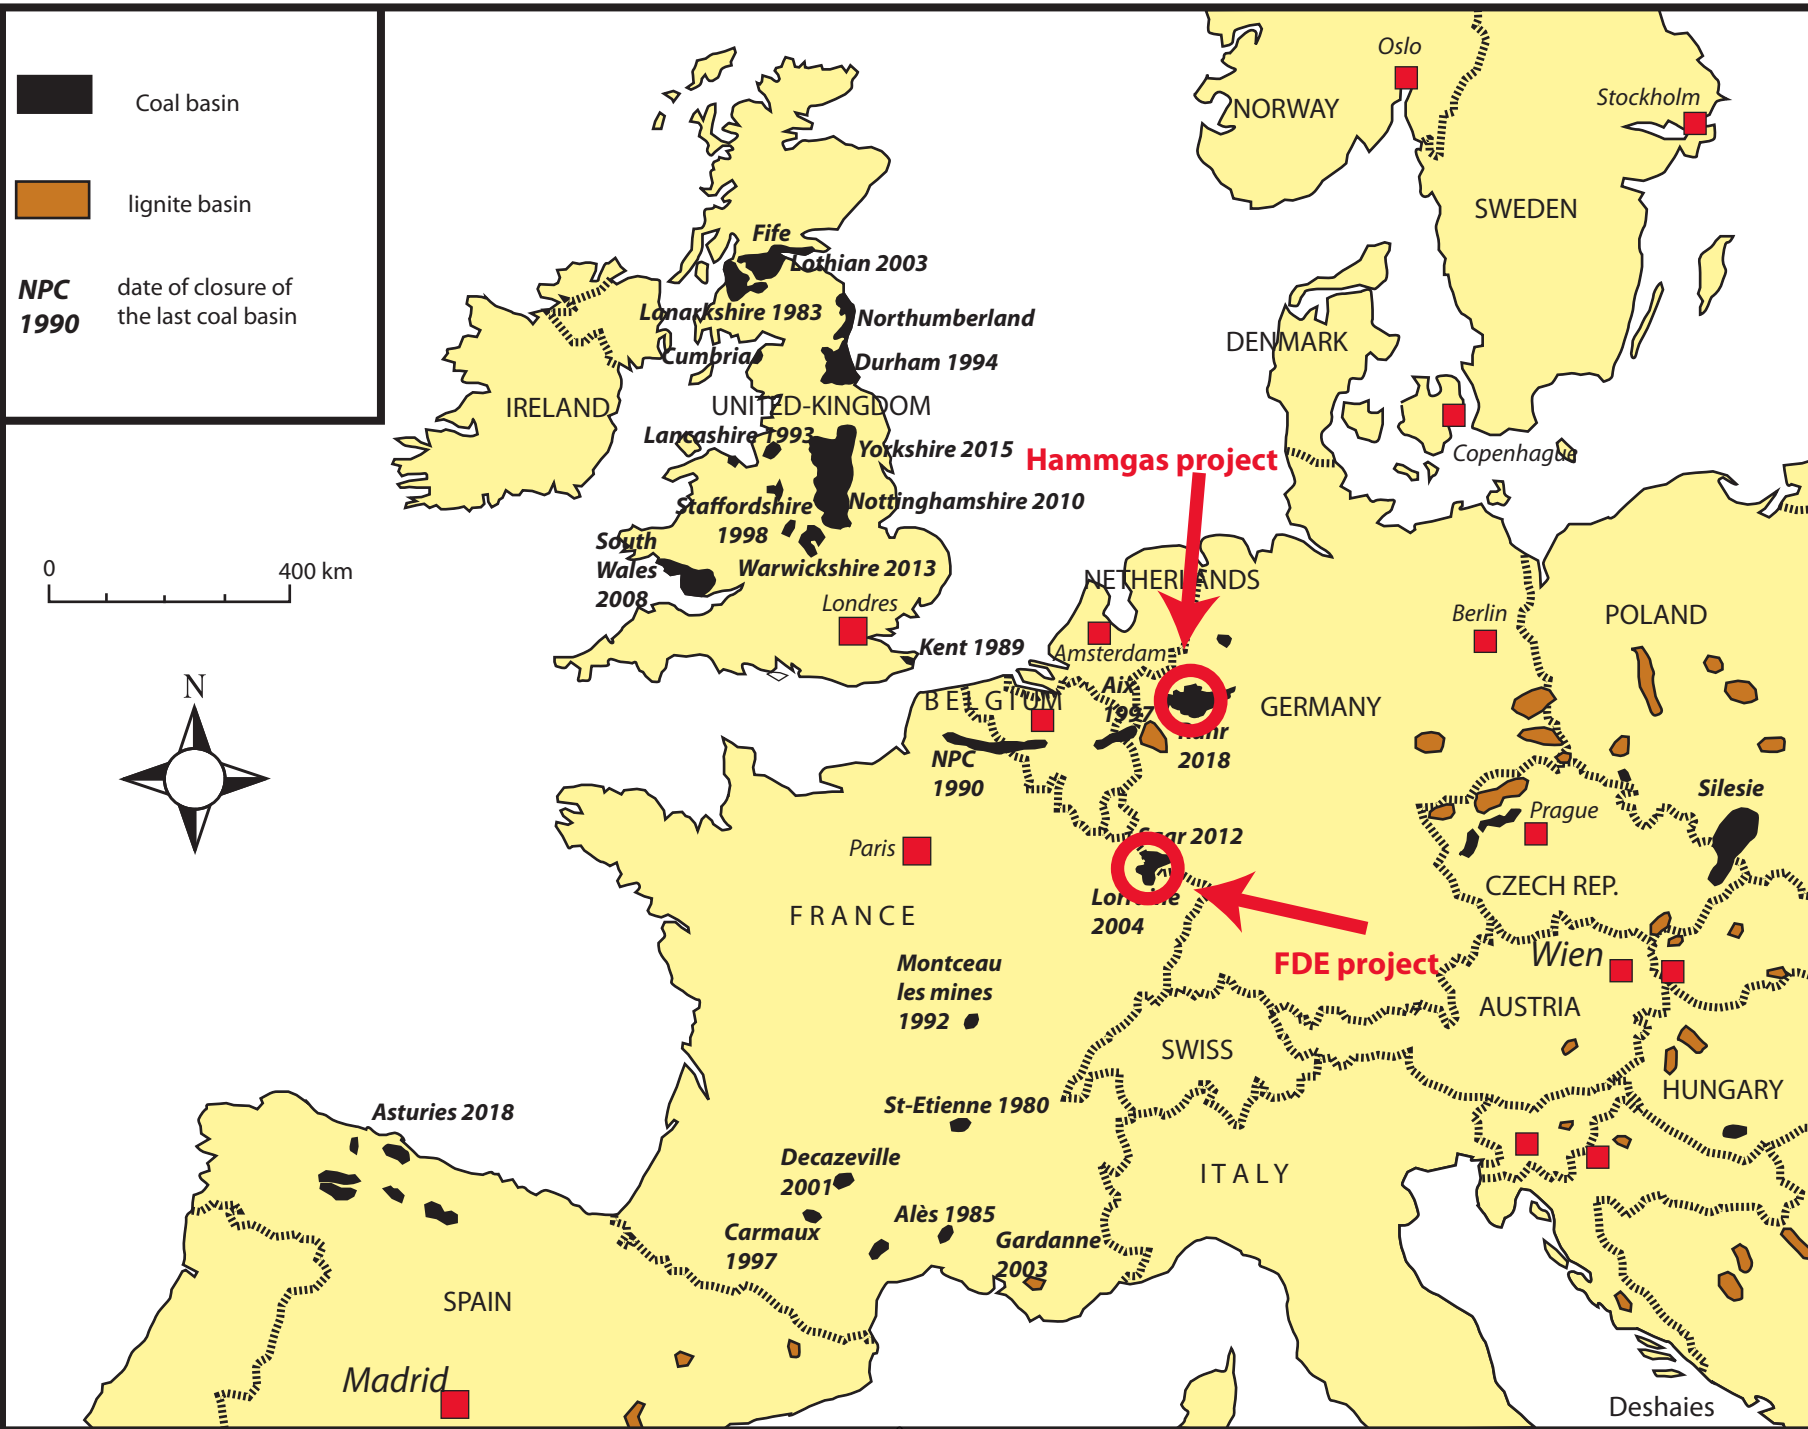 Coal basin
lignite basin
NPC
1990
date of closure of
the last coal basin
0
400 km
N
Oslo
NORWAY
Stockholm
SWEDEN
DENMARK
Copenhague
Fife
Lothian 2003
Lanarkshire 1983
Northumberland
Cumbria
Durham 1994
IRELAND
UNITED-KINGDOM
Lancashire 1993
Yorkshire 2015
Staffordshire
1998
Nottinghamshire 2010
South
Wales
2008
Warwickshire 2013
Londres
Kent 1989
Hammgas project
NETHERLANDS
Amsterdam
Berlin
POLAND
BELGIUM
Aix
1997
GERMANY
Ruhr
2018
NPC
1990
Silesie
Prague
CZECH REP.
Paris
Saar 2012
Lorraine
2004
FRANCE
FDE project
Wien
AUSTRIA
Montceau
les mines
1992
SWISS
HUNGARY
St-Etienne 1980
Asturies 2018
Decazeville
2001
ITALY
Carmaux
1997
Alès 1985
Gardanne
2003
SPAIN
Madrid
Deshaies